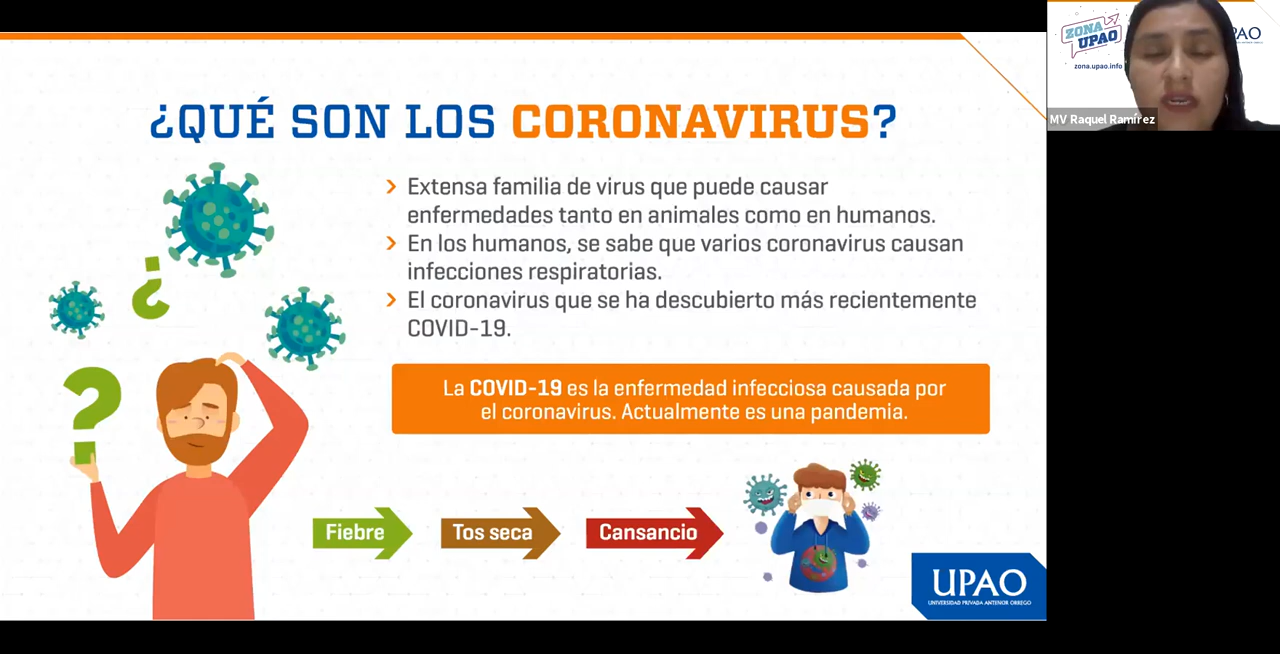 ¿QUÉ SON LOS CORONAVIRUS?
Extensa familia de virus que puede causar
enfermedades tanto en animales como en humanos.
En los humanos, se sabe que varios coronavirus causan
infecciones respiratorias.
El coronavirus que se ha descubierto más recientemente
COVID-19.
La COVID-19 es la enfermedad infecciosa causada por
el coronavirus. Actualmente es una pandemia.
Fiebre
Tos seca
Cansancio
UPAO
UNIVERSIDAD PRIVADA ANTENOR ORREGO
ZONA
UPAO
zona.upao.info
PAO
MV Raquel Ramírez
¿
?